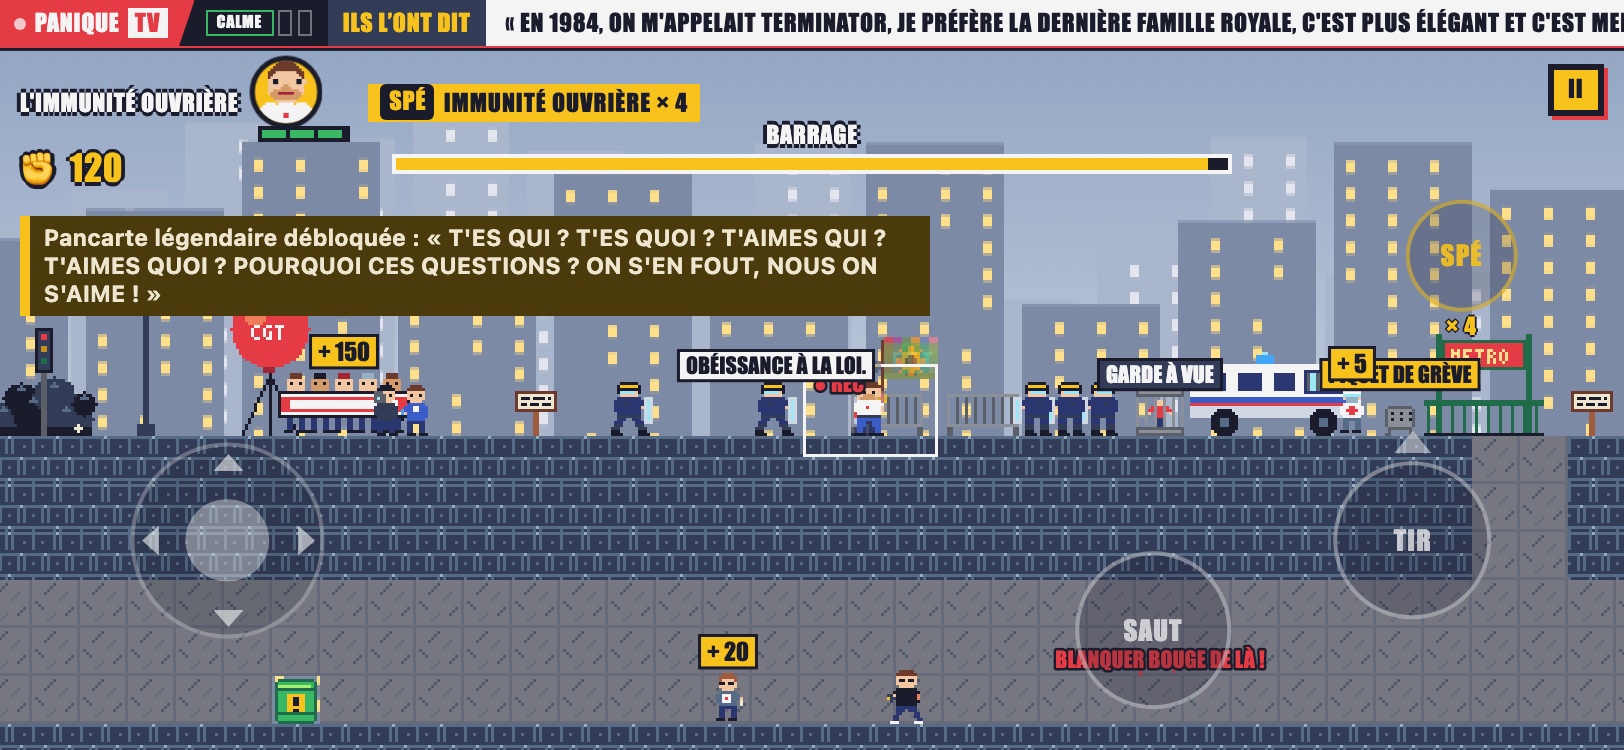 PANIQUE TV
CALME
ILS L'ONT DIT
« EN 1984, ON M'APPELAIT TERMINATOR, JE PRÉFÈRE LA DERNIÈRE FAMILLE ROYALE, C'EST PLUS ÉLÉGANT ET C'EST
L'IMMUNITÉ OUVRIÈRE
SPÉ IMMUNITÉ OUVRIÈRE × 4
BARRAGE
120
Pancarte légendaire débloquée : « T'ES QUI ? T'ES QUOI ? T'AIMES QUI ?
T'AIMES QUOI ? POURQUOI CES QUESTIONS ? ON S'EN FOUT, NOUS ON
S'AIME ! »
SPÉ
× 4
CGT
+ 150
OBÉISSANCE À LA LOI.
REC
GARDE À VUE
+ 5
DE GRÈVE
METRO
TIR
SAUT
BLANQUER BOUGE DE LÀ !
+ 20
!